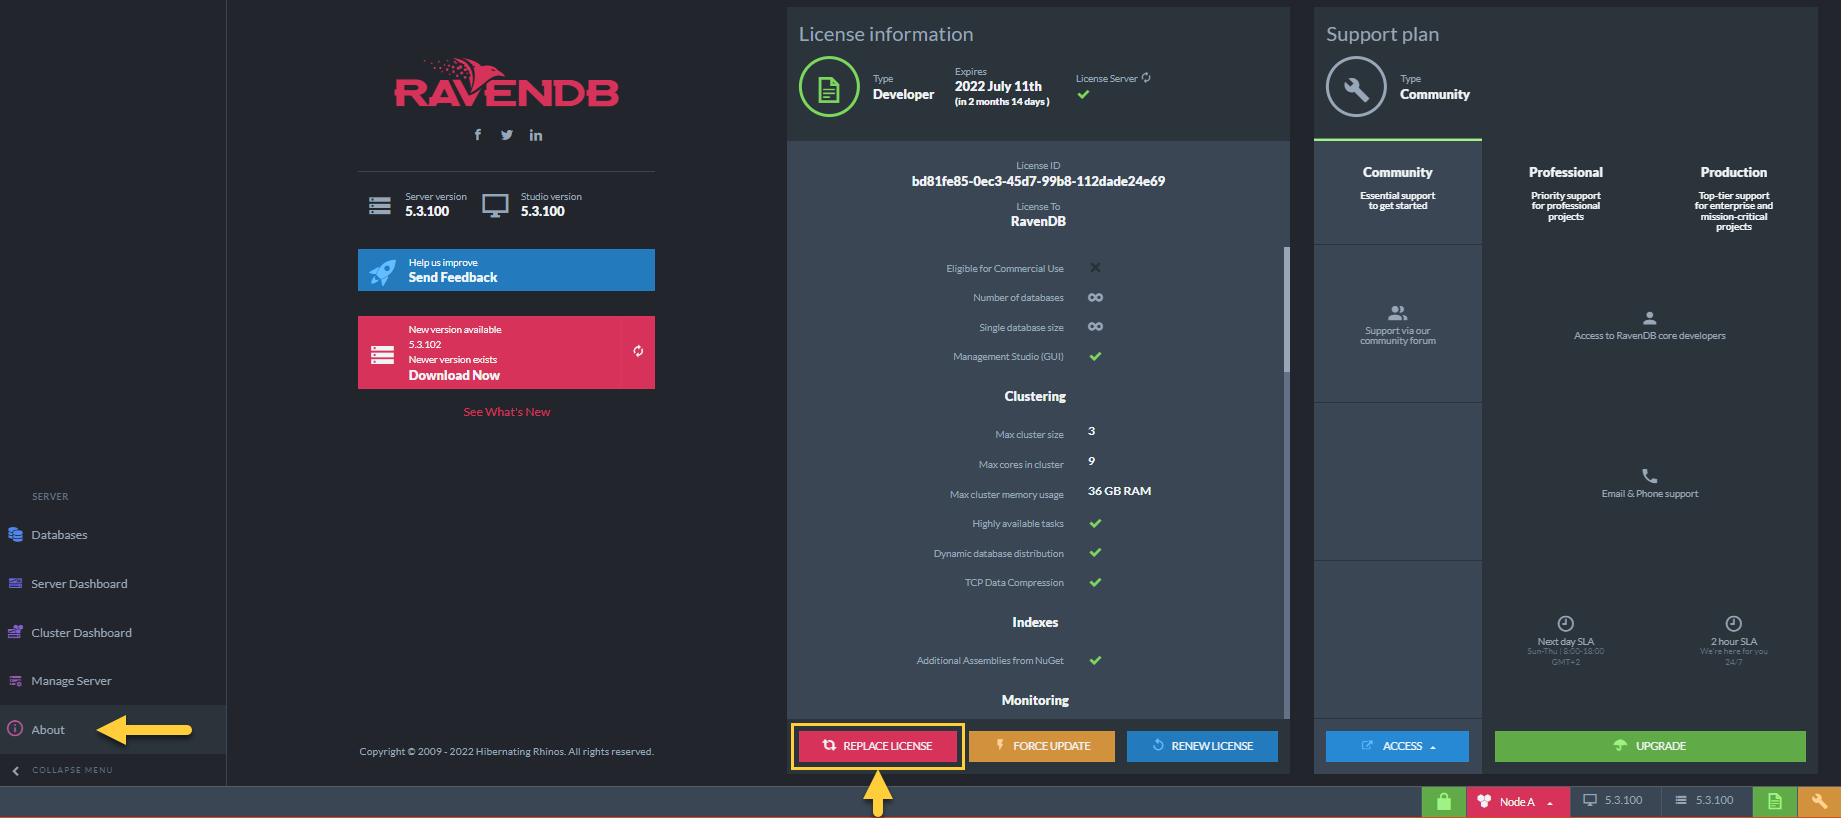 SERVER
Databases
Server Dashboard
Cluster Dashboard
Manage Server
About
COLLAPSE MENU
RAVENDB
Server version
5.3.100
Studio version
5.3.100
Help us improve
Send Feedback
New version available
5.3.102
Newer version exists
Download Now
See What's New
Copyright © 2009 - 2022 Hibernating Rhinos. All rights reserved.
License information
Type
Developer
Expires
2022 July 11th
(in 2 months 14 days )
License Server
License ID
bd81fe85-0ec3-45d7-99b8-112dade24e69
License To
RavenDB
Eligible for Commercial Use
Number of databases
Single database size
Management Studio (GUI)
Clustering
Max cluster size 3
Max cores in cluster 9
Max cluster memory usage 36 GB RAM
Highly available tasks
Dynamic database distribution
TCP Data Compression
Indexes
Additional Assemblies from NuGet
Monitoring
REPLACE LICENSE
FORCE UPDATE
RENEW LICENSE
Support plan
Type
Community
Community
Essential support
to get started
Professional
Priority support
for professional
projects
Production
Top-tier support
for enterprise and
mission-critical
projects
Support via our
community forum
Access to RavenDB core developers
Email & Phone support
Next day SLA
Sun-Thu | 8:00-18:00
GMT+2
2 hour SLA
We're here for you
24/7
ACCESS
UPGRADE
Node A
5.3.100
5.3.100